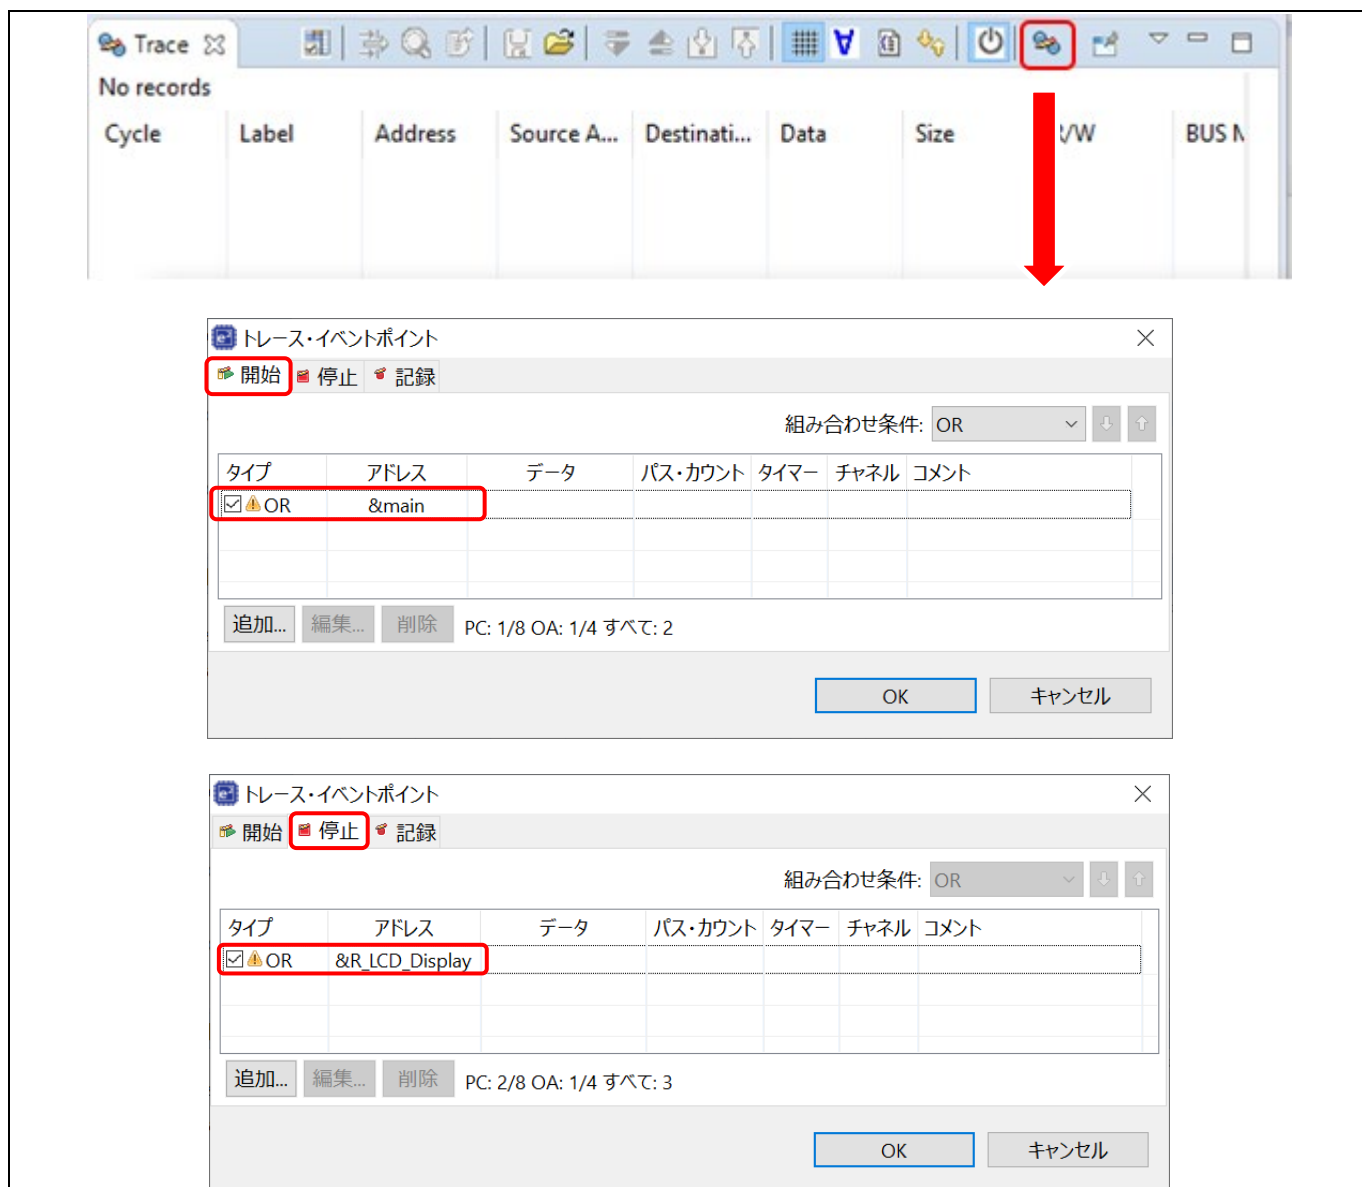 Trace
No records
Cycle Label Address Source A... Destinati... Data Size /W BUS
トレース・イベントポイント
開始 停止 記録
組み合わせ条件: OR
タイプ アドレス データ パス・カウント タイマー チャネル コメント
OR &main
追加... 編集... 削除 PC: 1/8 OA: 1/4 すべて: 2
OK キャンセル
トレース・イベントポイント
開始 停止 記録
組み合わせ条件: OR
タイプ アドレス データ パス・カウント タイマー チャネル コメント
OR &R_LCD_Display
追加... 編集... 削除 PC: 2/8 OA: 1/4 すべて: 3
OK キャンセル